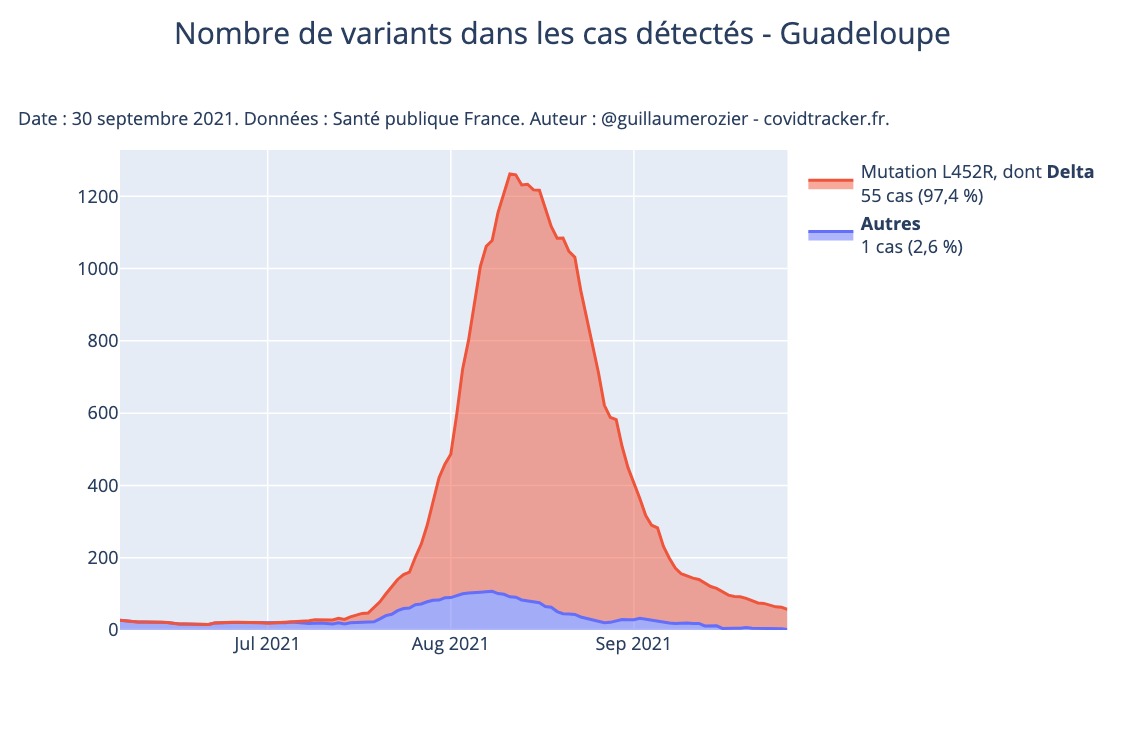 Nombre de variants dans les cas détectés - Guadeloupe
Date : 30 septembre 2021. Données : Santé publique France. Auteur : @guillaumerozier - covidtracker.fr.
Mutation L452R, dont Delta
55 cas (97,4 %)
Autres
1 cas (2,6 %)
1200
1000
800
600
400
200
0
Jul 2021
Aug 2021
Sep 2021